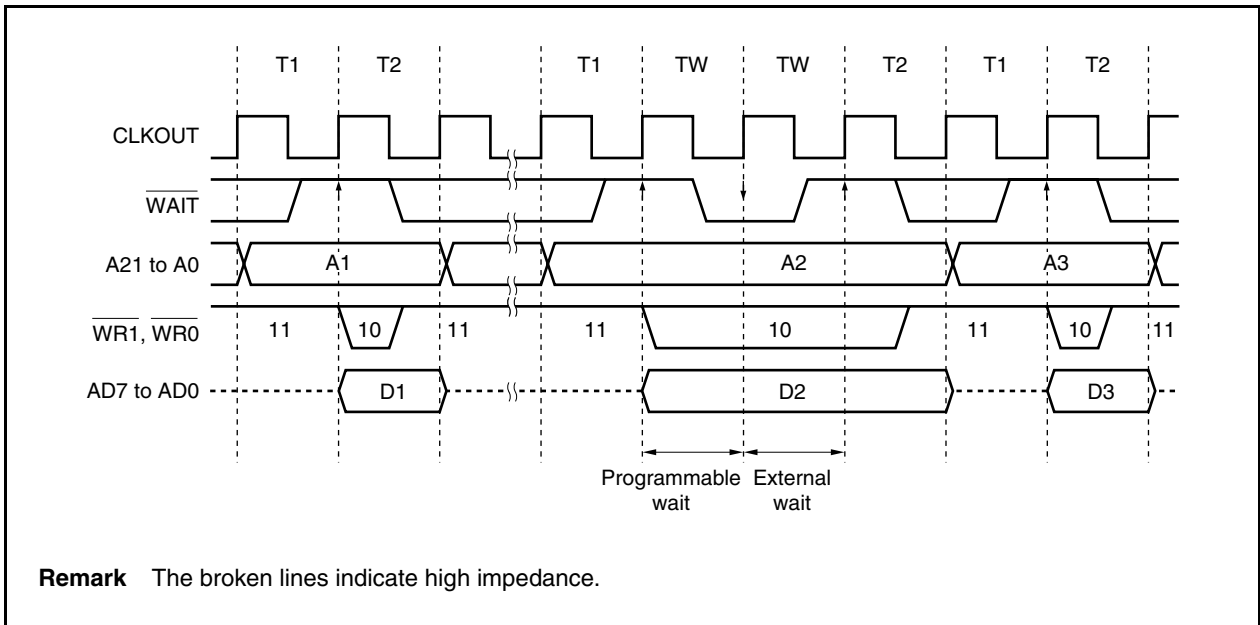 T1 T2 T1 TW TW T2 T1 T2
CLKOUT
WAIT
A21 to A0 A1 A2 A3
WR1, WR0 11 10 11 11 10 11 10 11
AD7 to AD0 D1 D2 D3
Programmable External
wait wait
Remark The broken lines indicate high impedance.